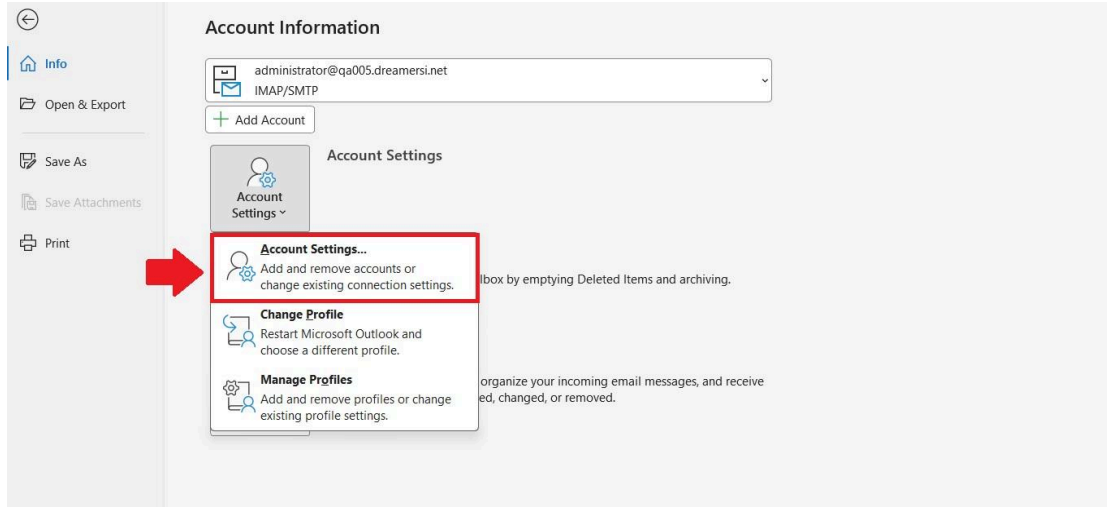 Account Information
Info
administrator@qa005.dreamersi.net
IMAP/SMTP
Open & Export
Add Account
Save As
Account Settings
Save Attachments
Account
Settings
Print
Account Settings...
Add and remove accounts or
change existing connection settings.
lbox by emptying Deleted Items and archiving.
Change Profile
Restart Microsoft Outlook and
choose a different profile.
Manage Profiles
Add and remove profiles or change
existing profile settings.
organize your incoming email messages, and receive
ed, changed, or removed.